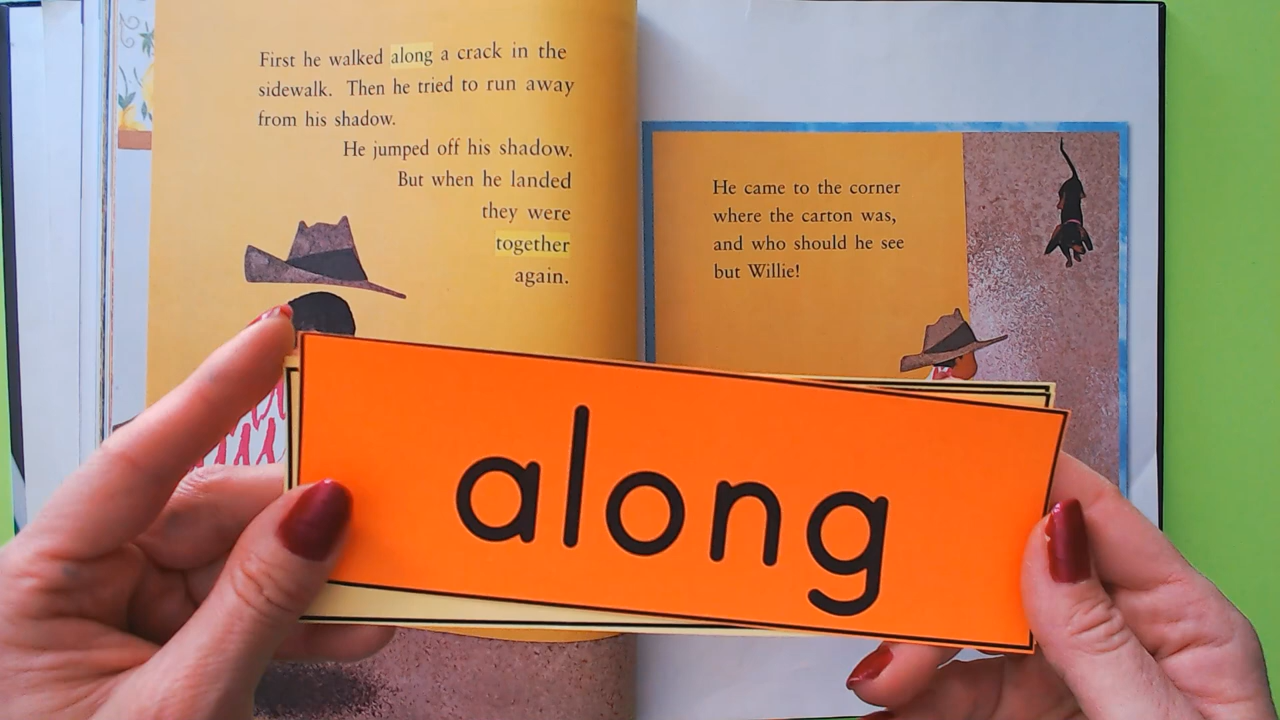 First he walked along a crack in the
sidewalk. Then he tried to run away
from his shadow.
He jumped off his shadow.
But when he landed
they were
together
again.
He came to the corner
where the carton was,
and who should he see
but Willie!
along